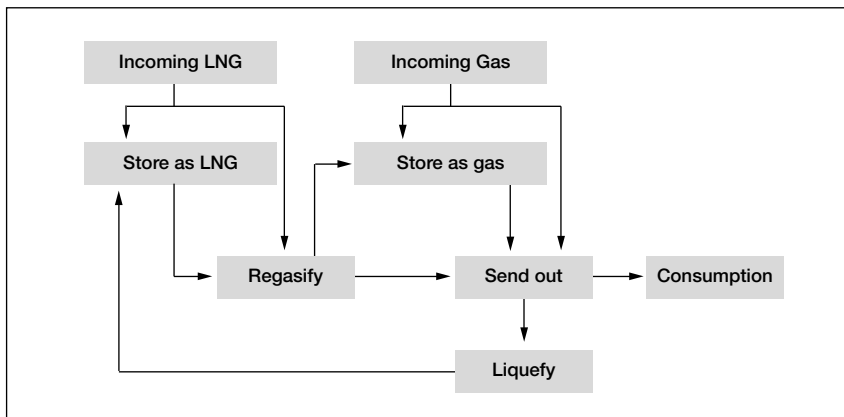 Incoming LNG
Incoming Gas
Store as LNG
Store as gas
Regasify
Send out
Consumption
Liquefy